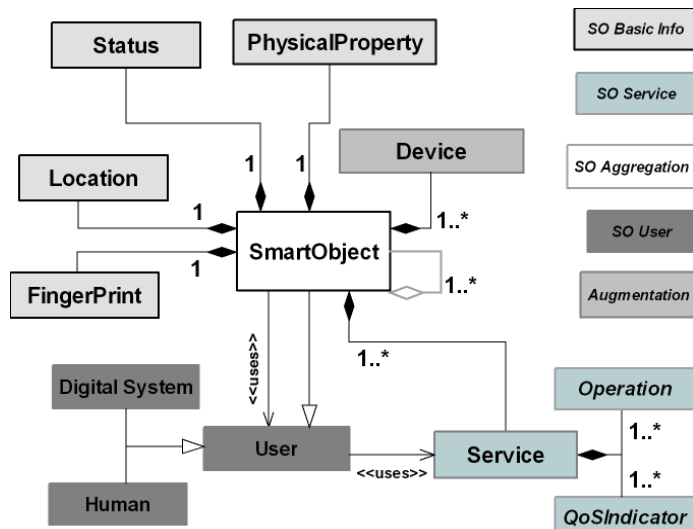 Status
PhysicalProperty
SO Basic Info
SO Service
1
1
Device
Location
1
1..*
SO Aggregation
SmartObject
1
FingerPrint
1..*
SO User
Augmentation
1..*
<<uses>>
Digital System
Operation
User
1..*
Service
<<uses>>
1..*
Human
QoSIndicator